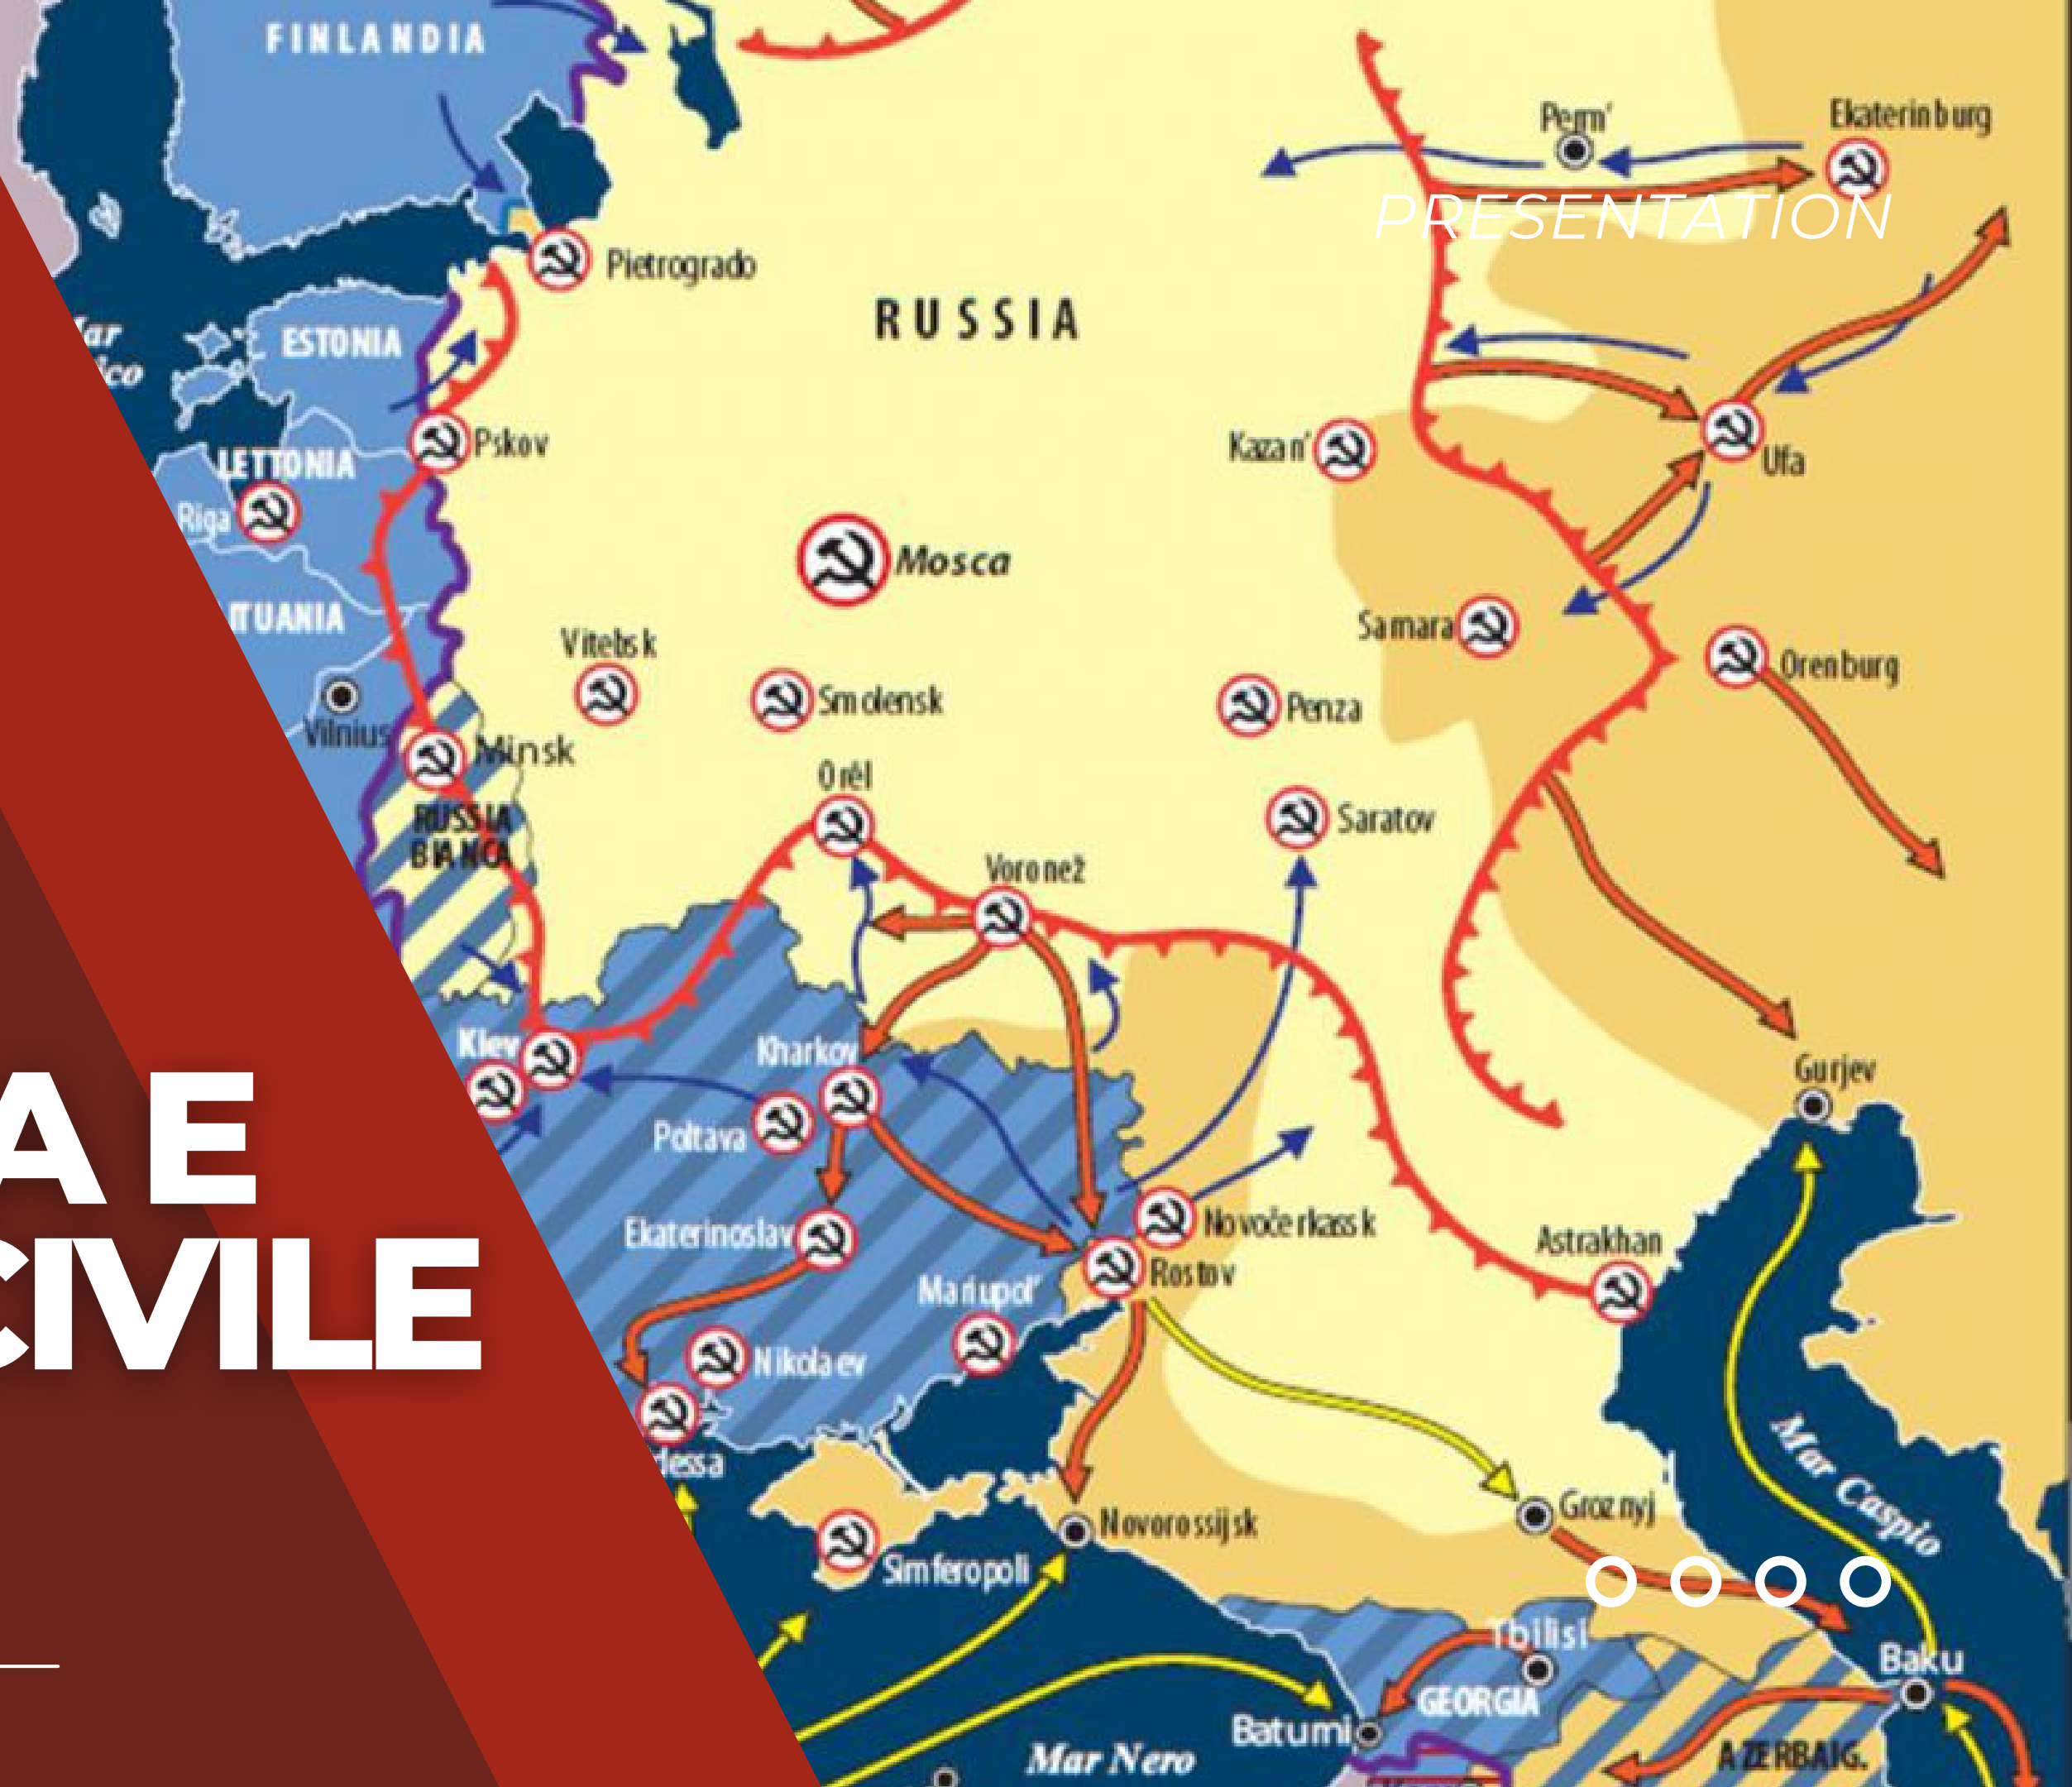 FINLANDIA
Perm'
Ekaterinburg
PRESENTATION
Pietrogrado
RUSSIA
ESTONIA
Pskov
LETTONIA
Riga
Kazan'
Ufa
Mosca
ITUANIA
Samara
Vitebsk
Orenburg
Smolensk
Penza
Vilnius
Minsk
Orël
RUSSIA
BIANCA
Saratov
Voronež
Kiev
Kharkov
Gurjev
Poltava
A E
Novočerkassk
Ekaterinoslav
Astrakhan
Rostov
Mariupol'
CIVILE
Nikolaev
dessa
Mar Caspio
Groznyj
Novorossijsk
Simferopoli
Tbilisi
Baku
GEORGIA
Batumi
Mar Nero
AZERBAIG.